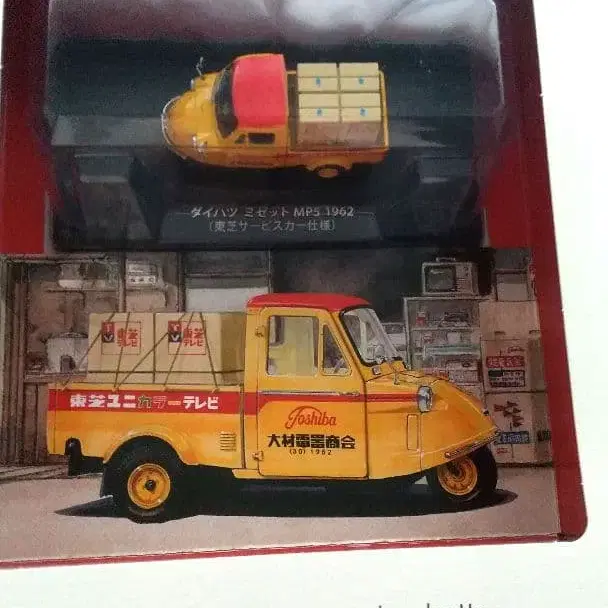 ダイハツ ミゼット MP5 1962
(東芝サービスカー仕様)
東芝
テレビ
東芝
テレビ
東芝ユニカラーテレビ
Toshiba
大村電器商会
(30) 1962